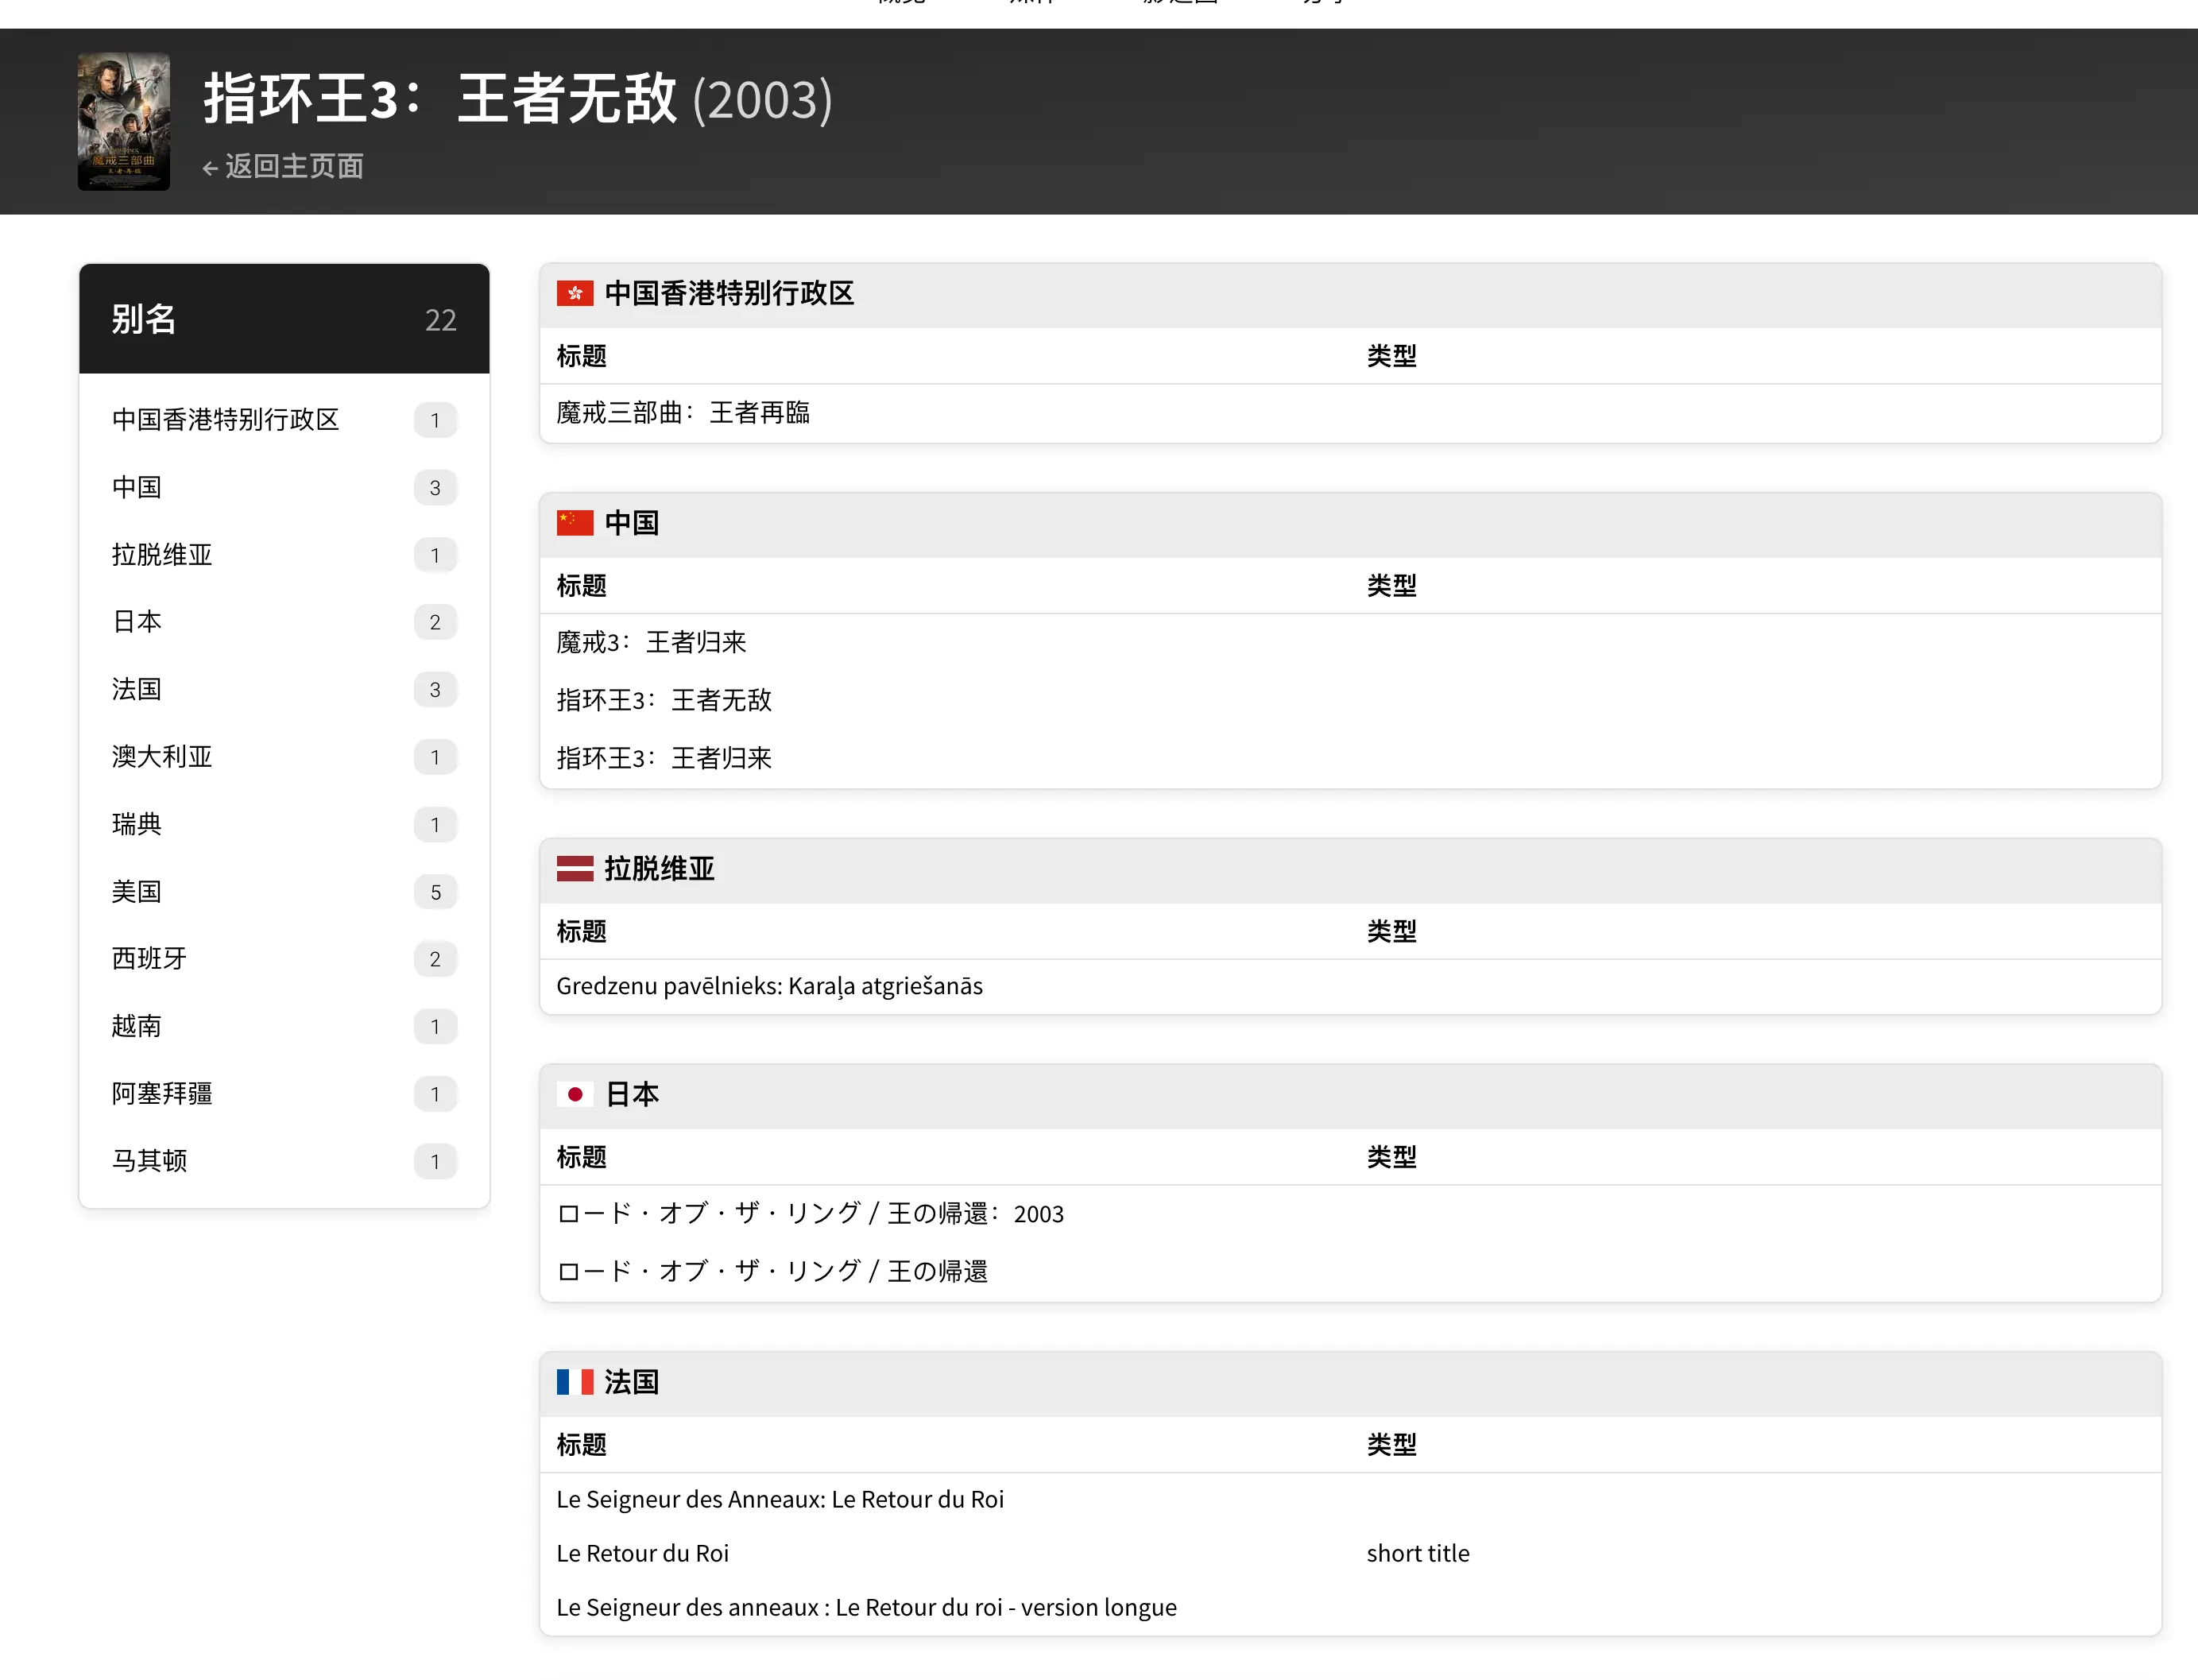 指环王3：王者无敌 (2003)
← 返回主页面
魔戒三部曲
王·者·再·臨
别名 22
中国香港特别行政区 1
中国 3
拉脱维亚 1
日本 2
法国 3
澳大利亚 1
瑞典 1
美国 5
西班牙 2
越南 1
阿塞拜疆 1
马其顿 1
中国香港特别行政区
标题 类型
魔戒三部曲：王者再臨
中国
标题 类型
魔戒3：王者归来
指环王3：王者无敌
指环王3：王者归来
拉脱维亚
标题 类型
Gredzenu pavēlnieks: Karaļa atgriešanās
日本
标题 类型
ロード・オブ・ザ・リング / 王の帰還：2003
ロード・オブ・ザ・リング / 王の帰還
法国
标题 类型
Le Seigneur des Anneaux: Le Retour du Roi
Le Retour du Roi short title
Le Seigneur des anneaux : Le Retour du roi - version longue